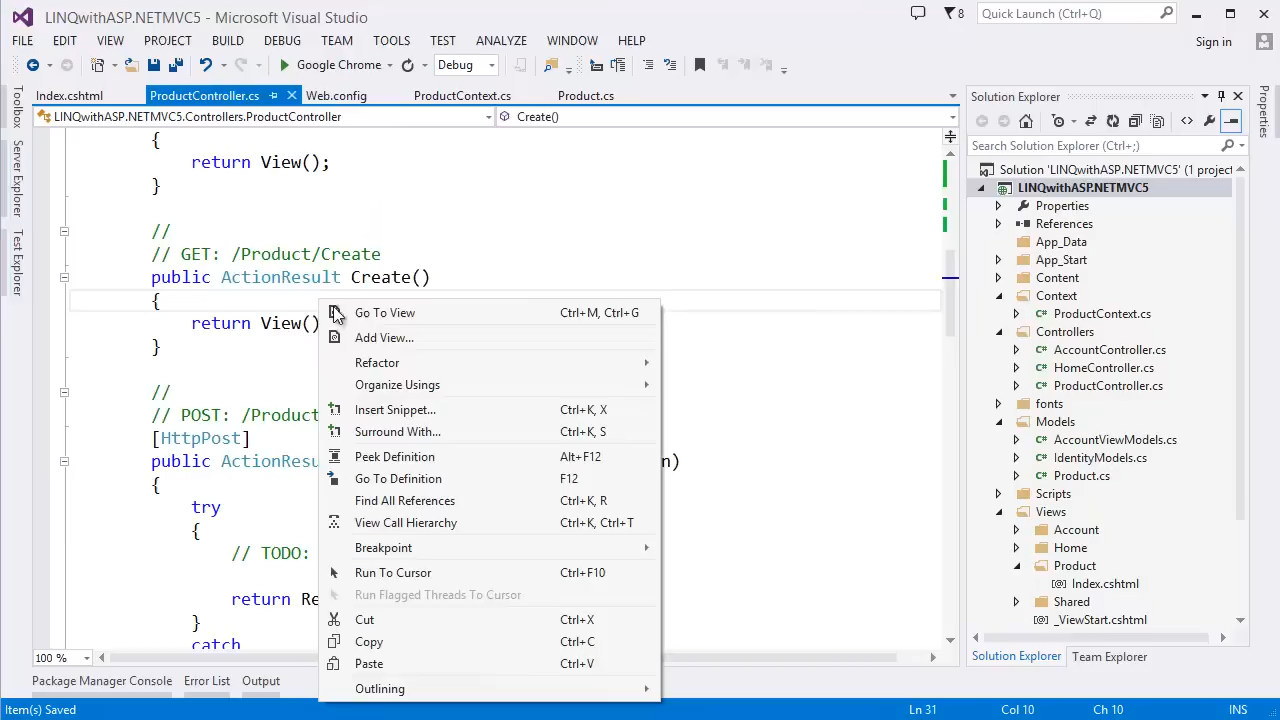 LINQwithASP.NETMVC5 - Microsoft Visual Studio
8
Quick Launch (Ctrl+Q)
FILE EDIT VIEW PROJECT BUILD DEBUG TEAM TOOLS TEST ANALYZE WINDOW HELP
Sign in
Google Chrome
Debug
Index.cshtml
ProductController.cs
Web.config
ProductContext.cs
Product.cs
LINQwithASP.NETMVC5.Controllers.ProductController
Create()
Toolbox
Server Explorer
Test Explorer
{
return View();
}
//
// GET: /Product/Create
public ActionResult Create()
{
return View()
}
//
// POST: /Product
[HttpPost]
public ActionResu
n)
{
try
{
// TODO:
return Re
}
catch
Go To View Ctrl+M, Ctrl+G
Add View...
Refactor
Organize Usings
Insert Snippet... Ctrl+K, X
Surround With... Ctrl+K, S
Peek Definition Alt+F12
Go To Definition F12
Find All References Ctrl+K, R
View Call Hierarchy Ctrl+K, Ctrl+T
Breakpoint
Run To Cursor Ctrl+F10
Run Flagged Threads To Cursor
Cut Ctrl+X
Copy Ctrl+C
Paste Ctrl+V
Outlining
100 %
Solution Explorer
Search Solution Explorer (Ctrl+;)
Solution 'LINQwithASP.NETMVC5' (1 project
LINQwithASP.NETMVC5
Properties
References
App_Data
App_Start
Content
Context
ProductContext.cs
Controllers
AccountController.cs
HomeController.cs
ProductController.cs
fonts
Models
AccountViewModels.cs
IdentityModels.cs
Product.cs
Scripts
Views
Account
Home
Product
Index.cshtml
Shared
_ViewStart.cshtml
Solution Explorer Team Explorer
Properties
Package Manager Console Error List Output
Item(s) Saved
Ln 31 Col 10 Ch 10 INS